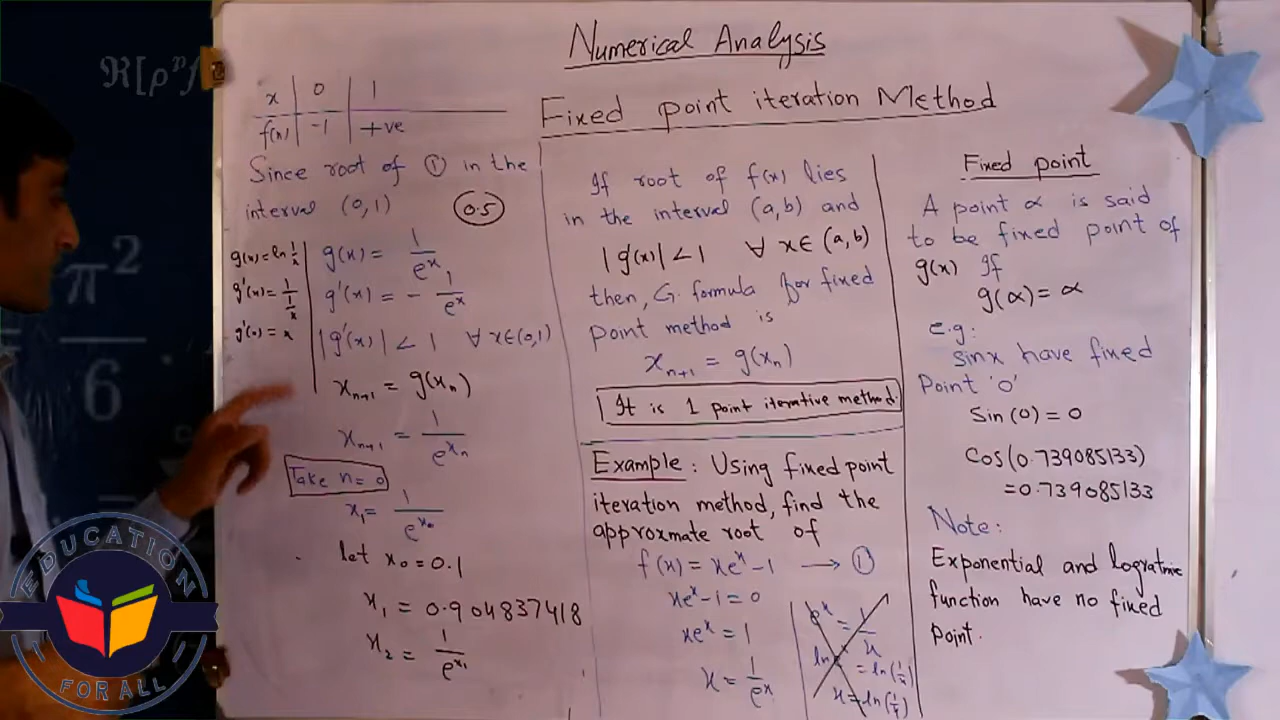 Numerical Analysis
Fixed point iteration Method
x | 0 | 1
f(x) | -1 | +ve
Since root of ① in the
interval (0,1) 0.5
g(x) = ln 1/x
g'(x) = 1/(1/x)
g'(x) = x
g(x) = 1/e^x
g'(x) = - 1/e^x
|g'(x)| < 1 ∀ x∈(0,1)
x_{n+1} = g(x_n)
x_{n+1} = 1/e^{x_n}
Take n=0
x_1 = 1/e^{x_0}
let x_0 = 0.1
x_1 = 0.904837418
x_2 = 1/e^{x_1}
If root of f(x) lies
in the interval (a,b) and
|g'(x)| < 1 ∀ x∈ (a,b)
then, G. formula for fixed
point method is
x_{n+1} = g(x_n)
It is 1 point iterative method.
Example: Using fixed point
iteration method, find the
approxmate root of
f(x) = xe^x - 1 → ①
xe^x - 1 = 0
xe^x = 1
x = 1/e^x
e^x = 1/x
= ln(1/x)
x = ln(1/x)
Fixed point
A point α is said
to be fixed point of
g(x) If
g(α) = α
e.g:
sinx have fixed
Point '0'
Sin(0) = 0
Cos(0.739085133)
= 0.739085133
Note:
Exponential and logratmic
function have no fixed
point.
ℜ[ρ^p f
π²
6
EDUCATION
FOR ALL